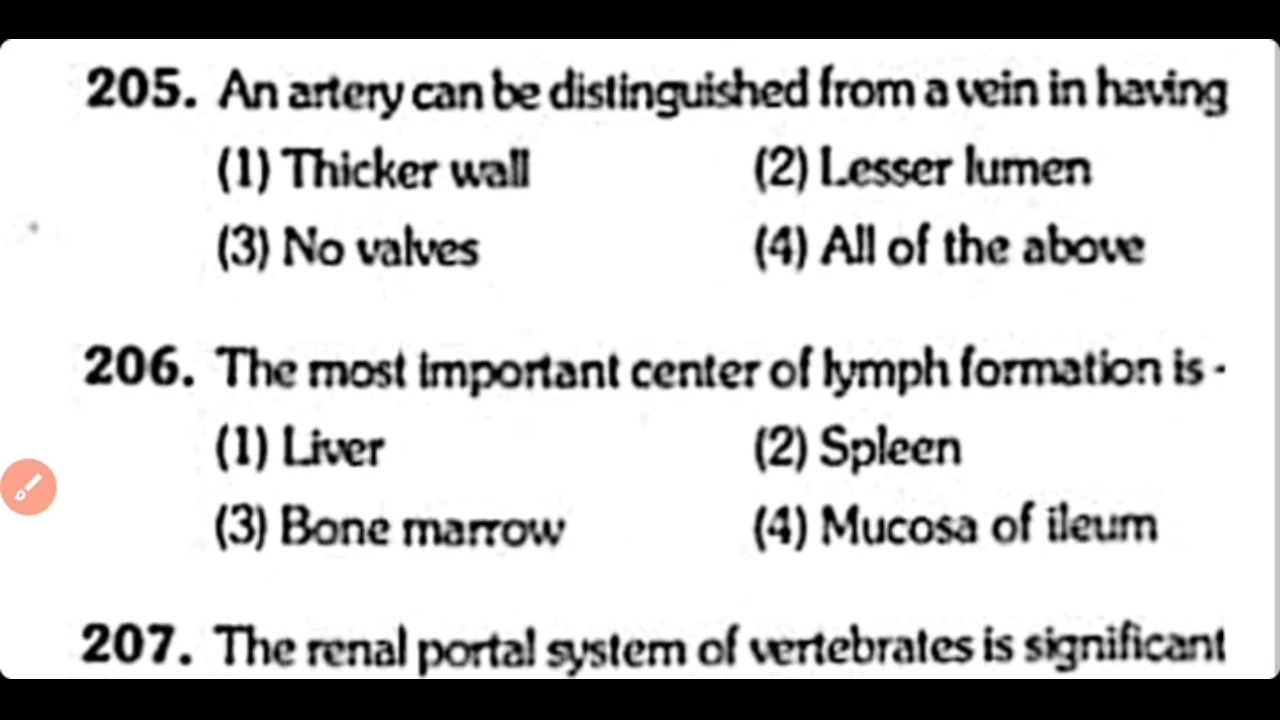 205. An artery can be distinguished from a vein in having
(1) Thicker wall (2) Lesser lumen
(3) No valves (4) All of the above
206. The most important center of lymph formation is -
(1) Liver (2) Spleen
(3) Bone marrow (4) Mucosa of ileum
207. The renal portal system of vertebrates is significant